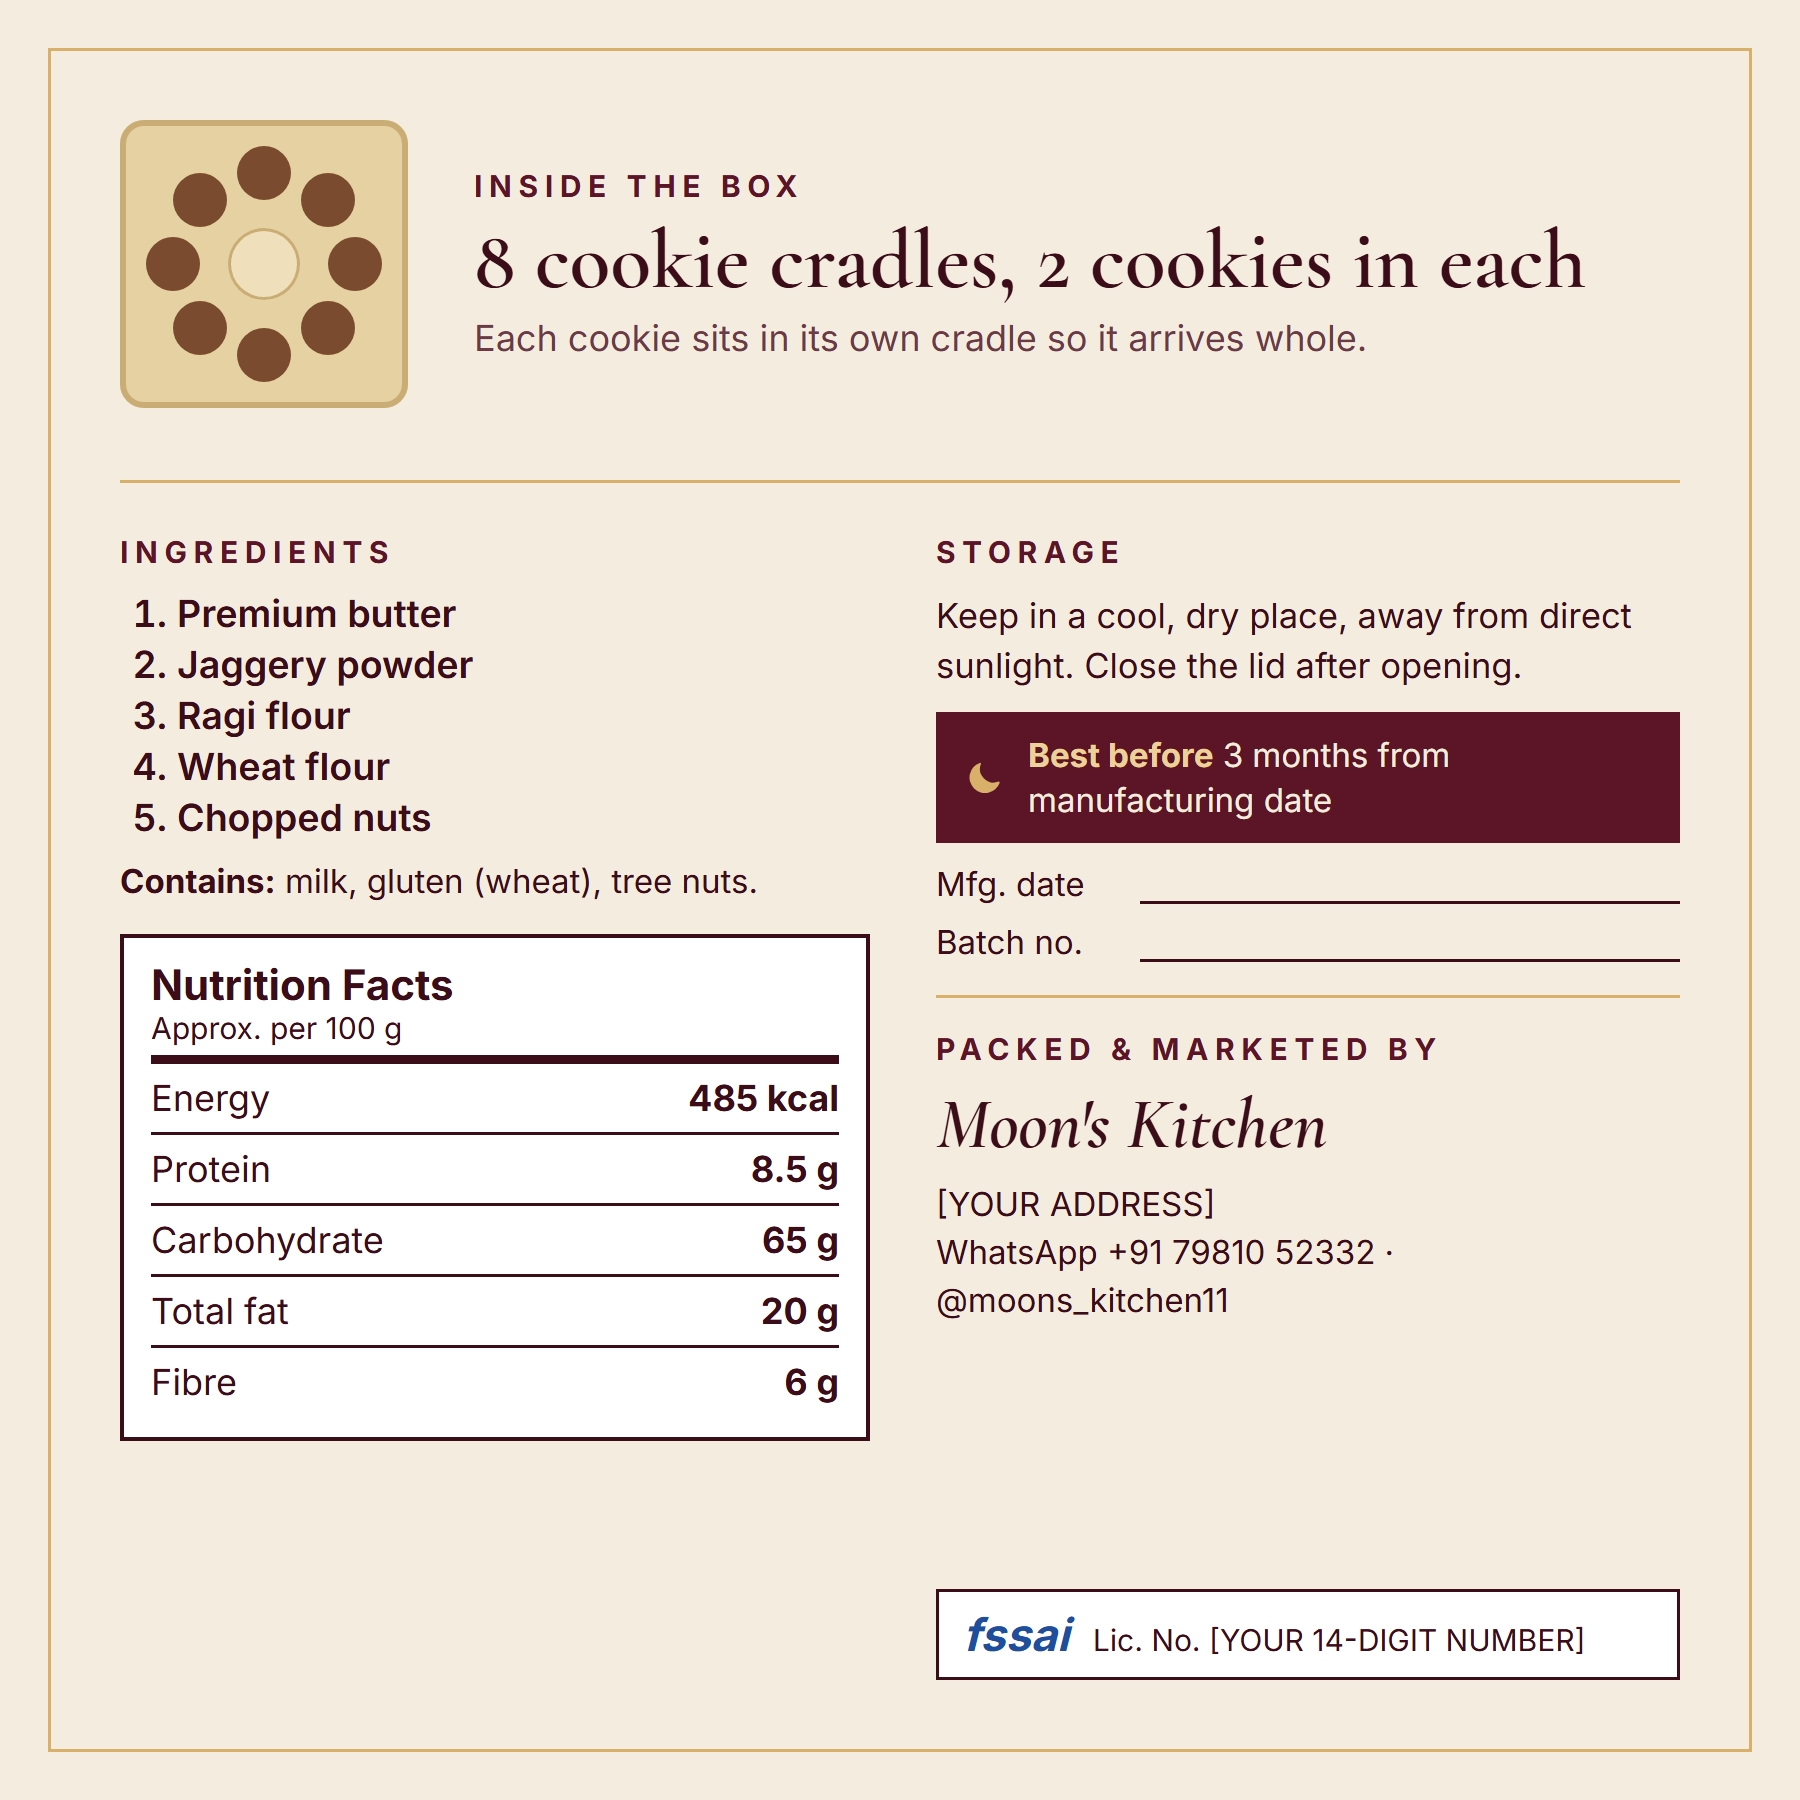 INSIDE THE BOX
8 cookie cradles, 2 cookies in each
Each cookie sits in its own cradle so it arrives whole.
INGREDIENTS
1. Premium butter
2. Jaggery powder
3. Ragi flour
4. Wheat flour
5. Chopped nuts
Contains: milk, gluten (wheat), tree nuts.
Nutrition Facts
Approx. per 100 g
Energy 485 kcal
Protein 8.5 g
Carbohydrate 65 g
Total fat 20 g
Fibre 6 g
STORAGE
Keep in a cool, dry place, away from direct
sunlight. Close the lid after opening.
Best before 3 months from
manufacturing date
Mfg. date
Batch no.
PACKED & MARKETED BY
Moon's Kitchen
[YOUR ADDRESS]
WhatsApp +91 79810 52332 ·
@moons_kitchen11
fssai Lic. No. [YOUR 14-DIGIT NUMBER]